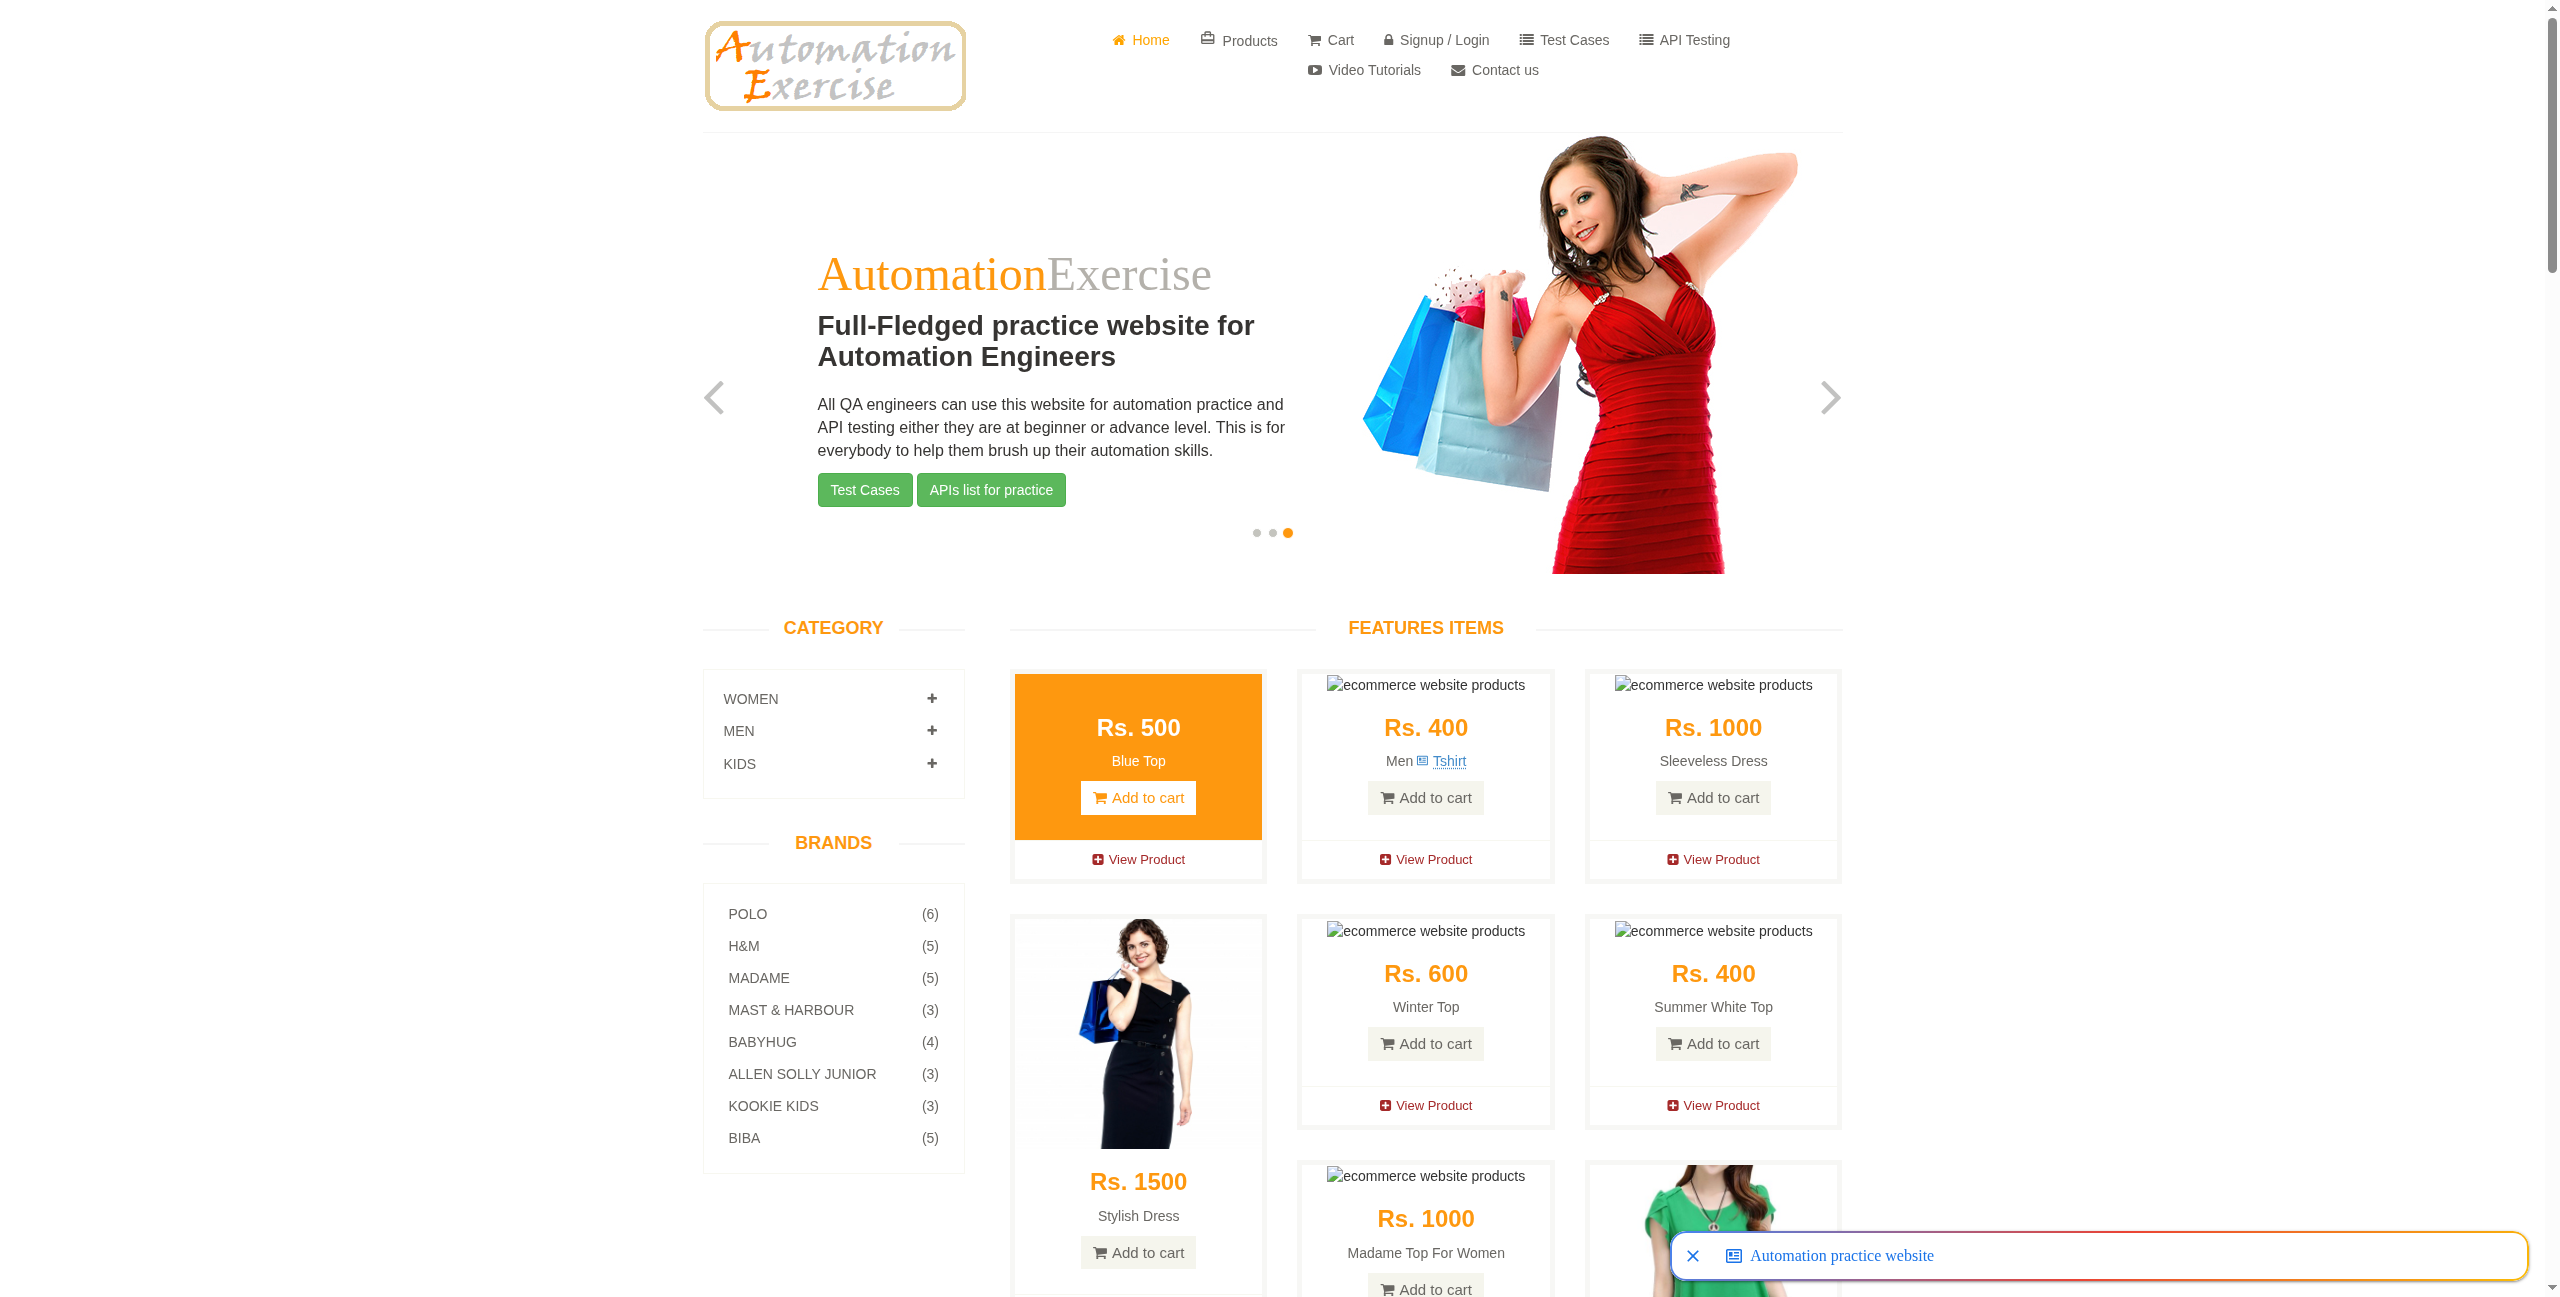 Automation
Exercise
Home
Products
Cart
Signup / Login
Test Cases
API Testing
Video Tutorials
Contact us
AutomationExercise
Full-Fledged practice website for
Automation Engineers
All QA engineers can use this website for automation practice and
API testing either they are at beginner or advance level. This is for
everybody to help them brush up their automation skills.
Test Cases
APIs list for practice
CATEGORY
WOMEN
MEN
KIDS
BRANDS
POLO (6)
H&M (5)
MADAME (5)
MAST & HARBOUR (3)
BABYHUG (4)
ALLEN SOLLY JUNIOR (3)
KOOKIE KIDS (3)
BIBA (5)
FEATURES ITEMS
Rs. 500
Blue Top
Add to cart
View Product
ecommerce website products
Rs. 400
Men Tshirt
Add to cart
View Product
ecommerce website products
Rs. 1000
Sleeveless Dress
Add to cart
View Product
Rs. 1500
Stylish Dress
Add to cart
ecommerce website products
Rs. 600
Winter Top
Add to cart
View Product
ecommerce website products
Rs. 400
Summer White Top
Add to cart
View Product
ecommerce website products
Rs. 1000
Madame Top For Women
Add to cart
Automation practice website